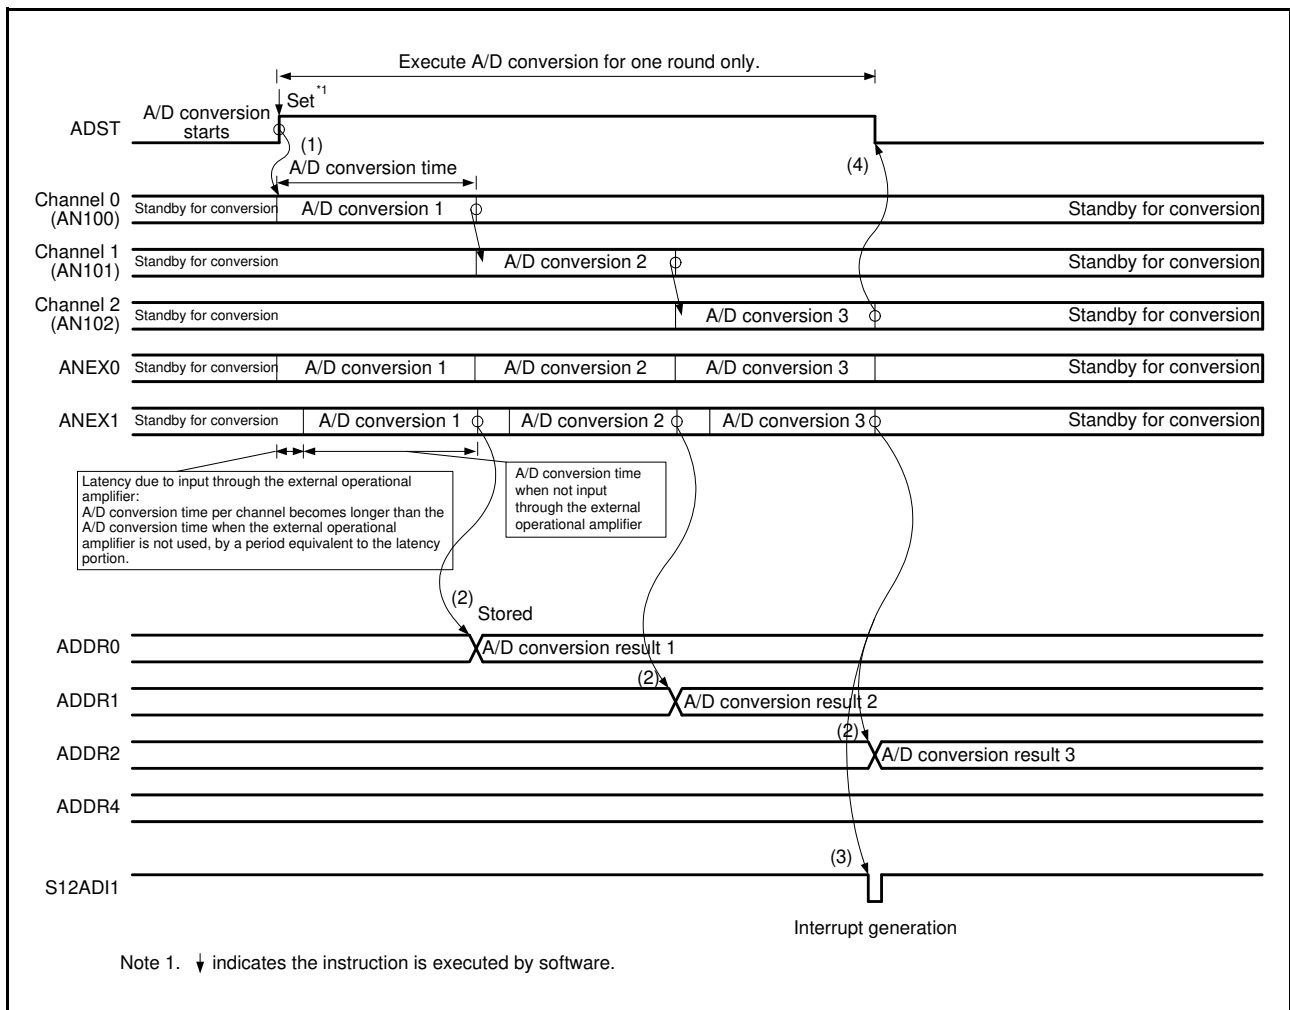 Execute A/D conversion for one round only.
Set*1
A/D conversion
starts
ADST
(1)
(4)
A/D conversion time
Channel 0
(AN100)
Standby for conversion
A/D conversion 1
Standby for conversion
Channel 1
(AN101)
Standby for conversion
A/D conversion 2
Standby for conversion
Channel 2
(AN102)
Standby for conversion
A/D conversion 3
Standby for conversion
ANEX0
Standby for conversion
A/D conversion 1
A/D conversion 2
A/D conversion 3
Standby for conversion
ANEX1
Standby for conversion
A/D conversion 1
A/D conversion 2
A/D conversion 3
Standby for conversion
Latency due to input through the external operational
amplifier:
A/D conversion time per channel becomes longer than the
A/D conversion time when the external operational
amplifier is not used, by a period equivalent to the latency
portion.
A/D conversion time
when not input
through the external
operational amplifier
(2)
Stored
ADDR0
A/D conversion result 1
(2)
ADDR1
A/D conversion result 2
(2)
ADDR2
A/D conversion result 3
ADDR4
(3)
S12ADI1
Interrupt generation
Note 1. indicates the instruction is executed by software.